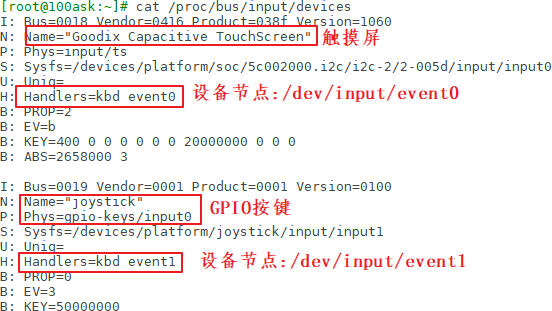 [root@100ask:~]# cat /proc/bus/input/devices
I: Bus=0018 Vendor=0416 Product=038f Version=1060
N: Name="Goodix Capacitive TouchScreen" 触摸屏
P: Phys=input/ts
S: Sysfs=/devices/platform/soc/5c002000.i2c/i2c-2/2-005d/input/input0
U: Uniq=
H: Handlers=kbd event0 设备节点:/dev/input/event0
B: PROP=2
B: EV=b
B: KEY=400 0 0 0 0 0 0 20000000 0 0 0
B: ABS=2658000 3
I: Bus=0019 Vendor=0001 Product=0001 Version=0100
N: Name="joystick" GPIO按键
P: Phys=gpio-keys/input0
S: Sysfs=/devices/platform/joystick/input/input1
U: Uniq=
H: Handlers=kbd event1 设备节点:/dev/input/event1
B: PROP=0
B: EV=3
B: KEY=50000000